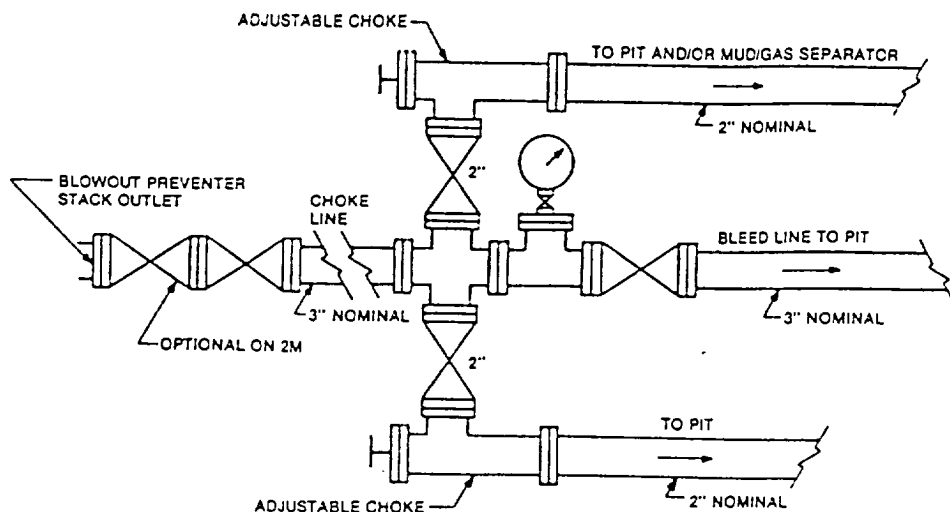 ADJUSTABLE CHOKE
TO PIT AND/OR MUD/GAS SEPARATOR
2" NOMINAL
2"
BLOWOUT PREVENTER
STACK OUTLET
CHOKE
LINE
BLEED LINE TO PIT
3" NOMINAL
3" NOMINAL
OPTIONAL ON 2M
2"
TO PIT
ADJUSTABLE CHOKE
2" NOMINAL